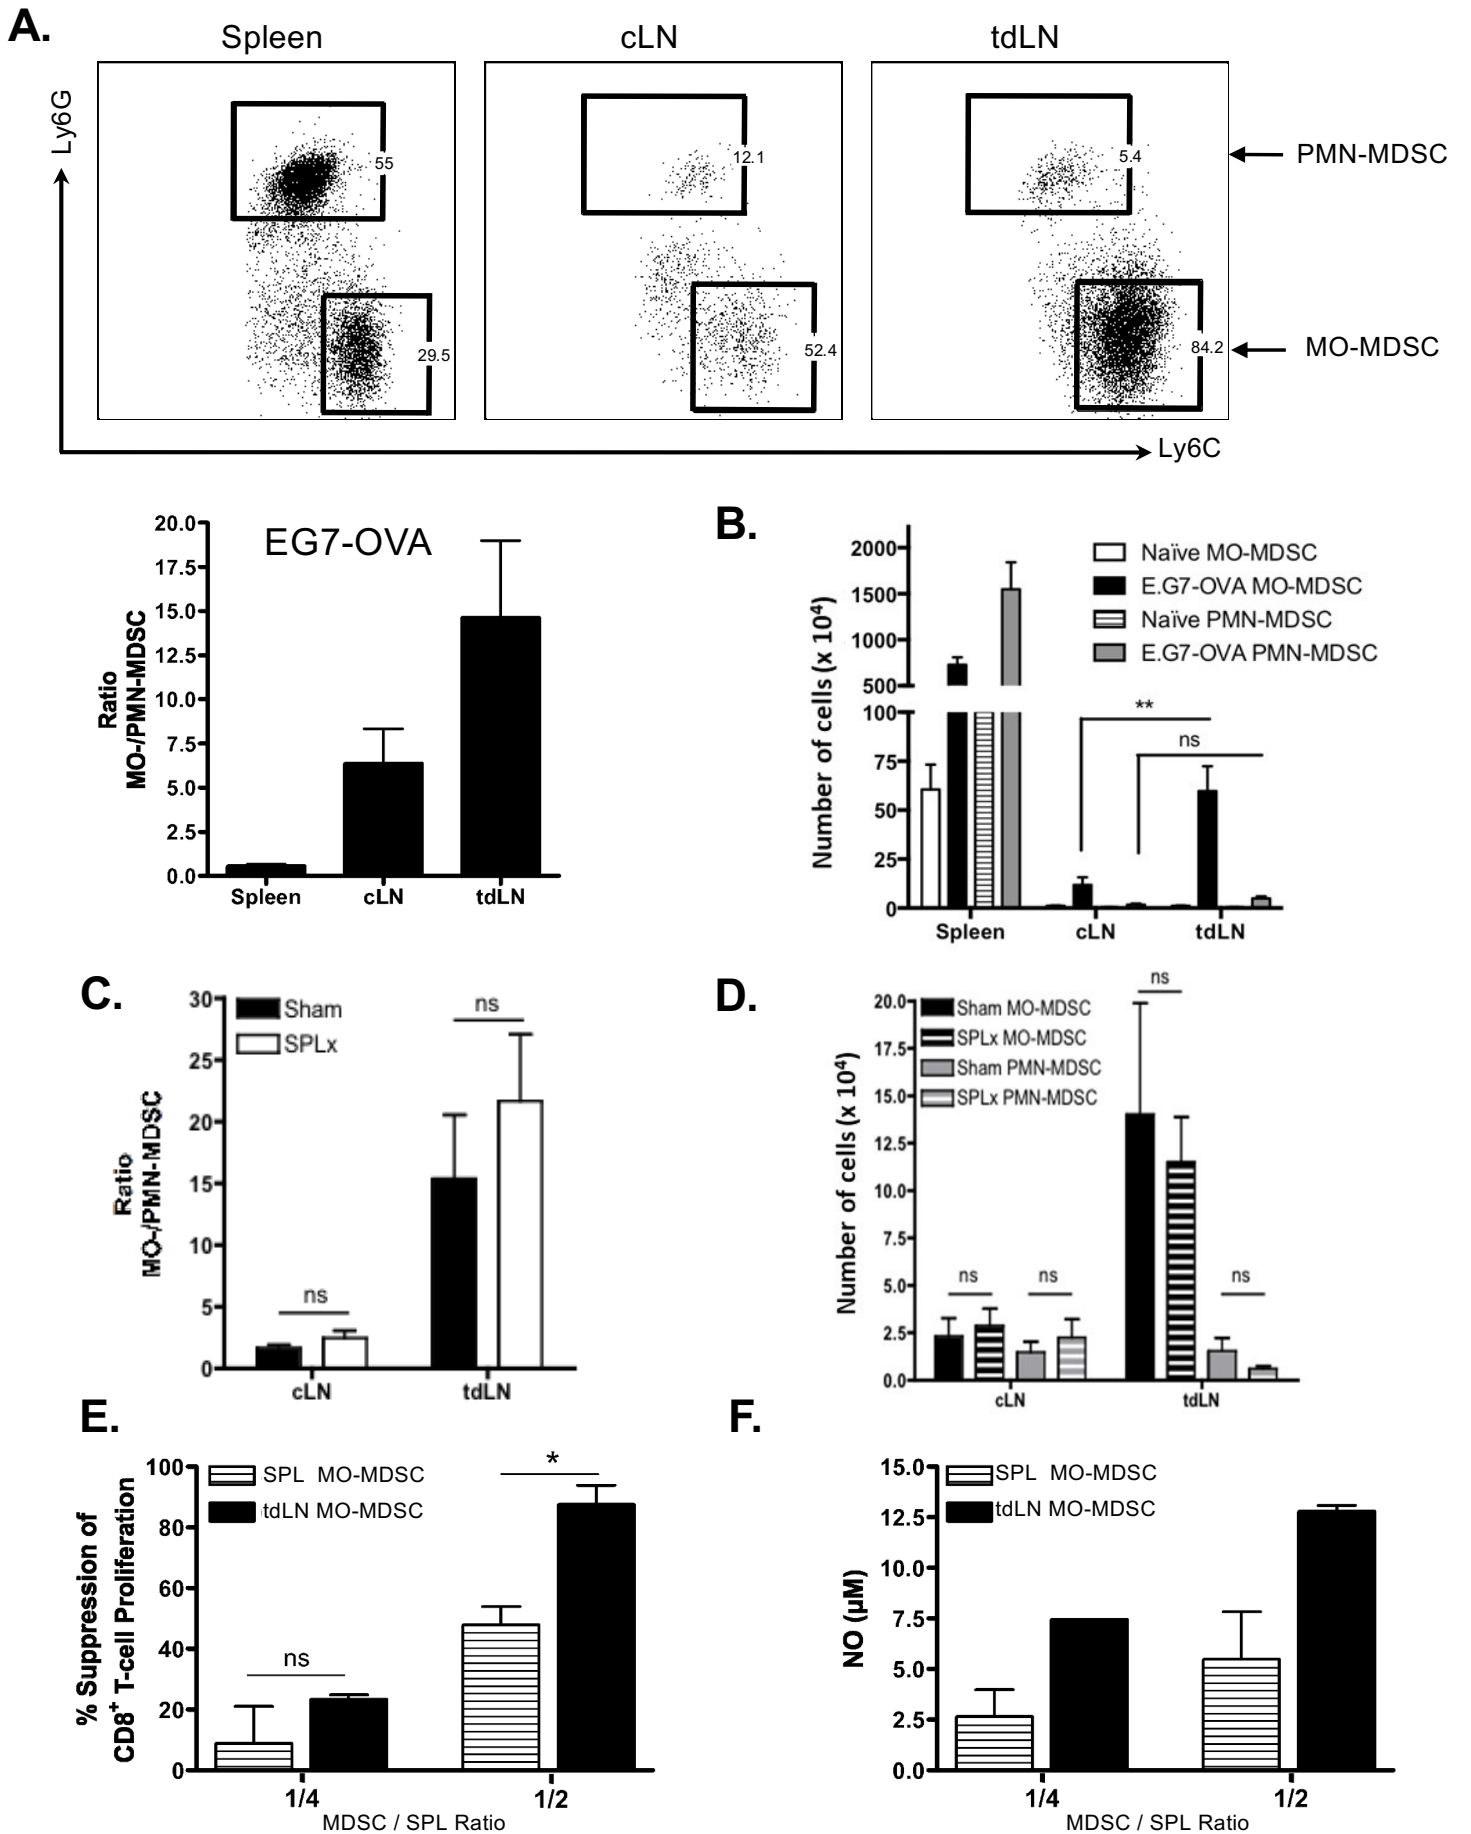 A.
Spleen
cLN
tdLN
Ly6G
55
12.1
5.4
PMN-MDSC
29.5
52.4
84.2
MO-MDSC
Ly6C
EG7-OVA
Ratio
MO-/PMN-MDSC
20.0
17.5
15.0
12.5
10.0
7.5
5.0
2.5
0.0
Spleen
cLN
tdLN
B.
Number of cells (x 10⁴)
2000
1500
1000
500
100
75
50
25
0
Naïve MO-MDSC
E.G7-OVA MO-MDSC
Naïve PMN-MDSC
E.G7-OVA PMN-MDSC
**
ns
Spleen
cLN
tdLN
C.
Ratio
MO-/PMN-MDSC
30
25
20
15
10
5
0
Sham
SPLx
ns
ns
cLN
tdLN
D.
Number of cells (x 10⁴)
20.0
17.5
15.0
12.5
10.0
7.5
5.0
2.5
0.0
Sham MO-MDSC
SPLx MO-MDSC
Sham PMN-MDSC
SPLx PMN-MDSC
ns
ns
ns
ns
cLN
tdLN
E.
% Suppression of
CD8⁺ T-cell Proliferation
100
80
60
40
20
0
SPL MO-MDSC
tdLN MO-MDSC
ns
*
1/4
1/2
MDSC / SPL Ratio
F.
NO (µM)
15.0
12.5
10.0
7.5
5.0
2.5
0.0
SPL MO-MDSC
tdLN MO-MDSC
1/4
1/2
MDSC / SPL Ratio